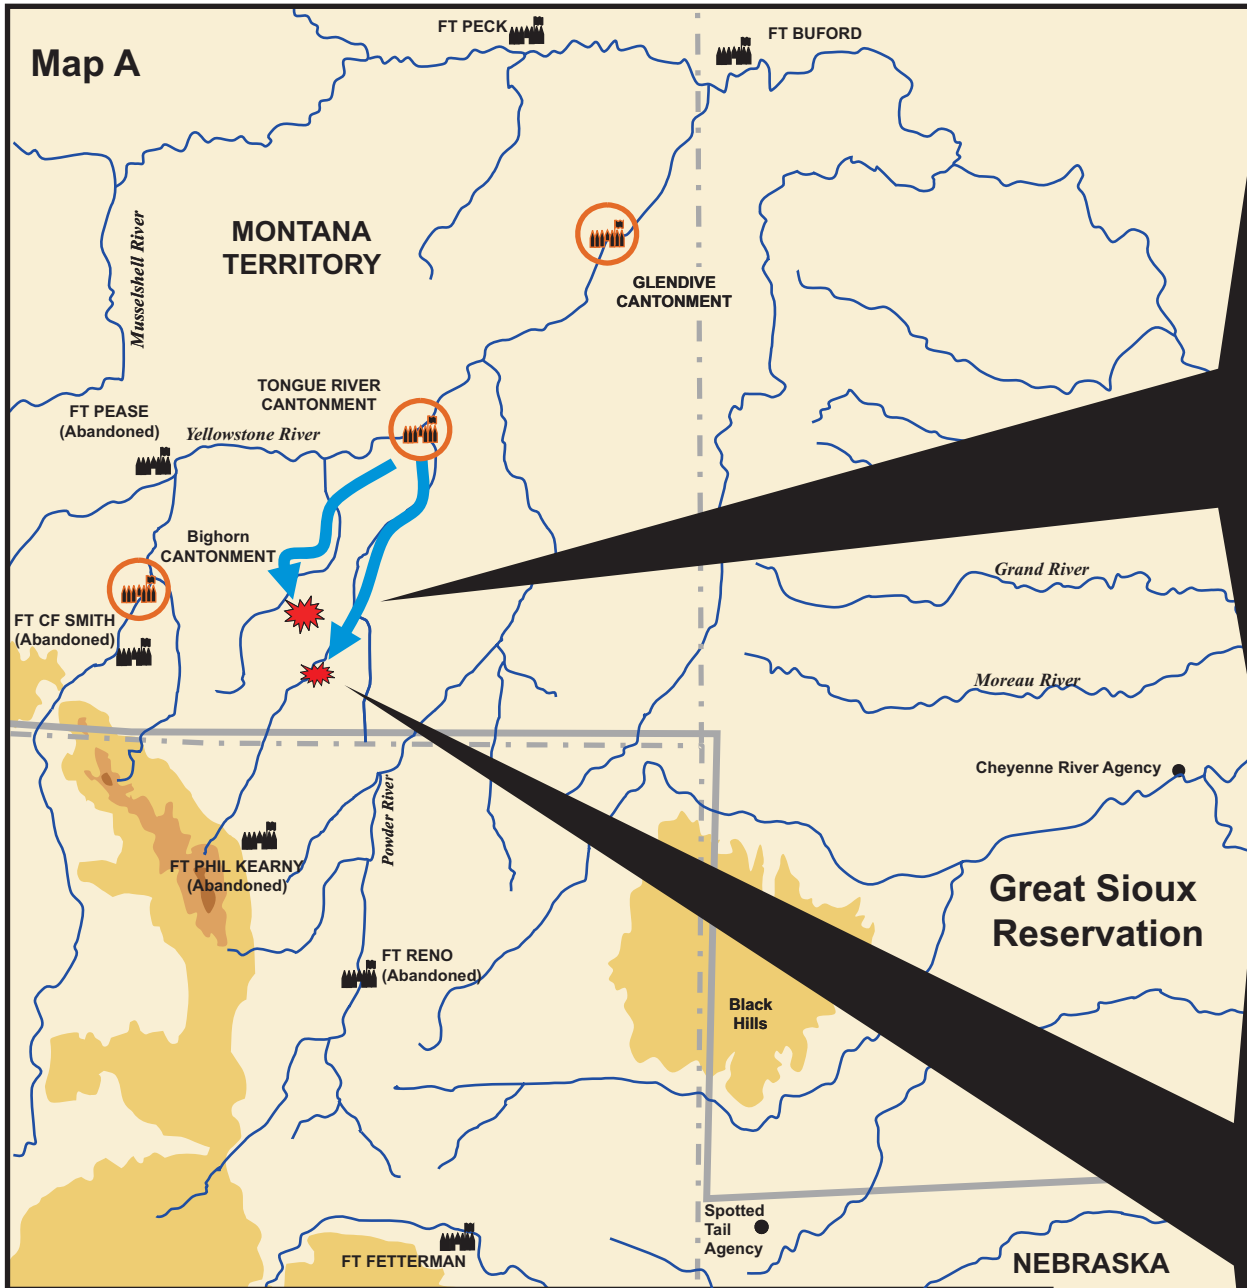 FT PECK
FT BUFORD
Map A
Musselshell River
MONTANA
TERRITORY
GLENDIVE
CANTONMENT
TONGUE RIVER
CANTONMENT
FT PEASE
(Abandoned)
Yellowstone River
Bighorn
CANTONMENT
Grand River
FT CF SMITH
(Abandoned)
Moreau River
Cheyenne River Agency
Powder River
FT PHIL KEARNY
(Abandoned)
Great Sioux
Reservation
FT RENO
(Abandoned)
Black
Hills
Spotted
Tail
Agency
FT FETTERMAN
NEBRASKA